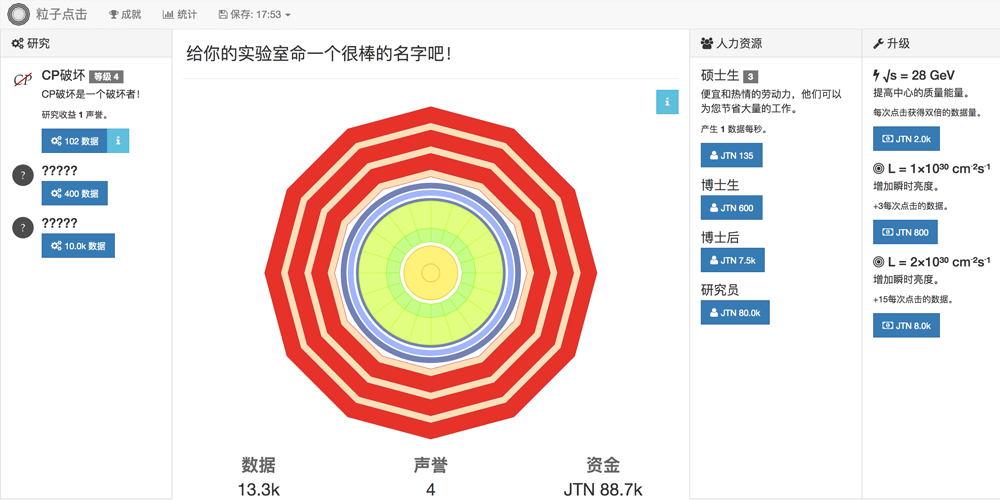 粒子点击 成就 统计 保存: 17:53
研究
CP CP破坏 等级 4
CP破坏是一个破坏者!
研究收益 1 声誉。
102 数据 i
? ?????
400 数据
? ?????
10.0k 数据
给你的实验室命一个很棒的名字吧!
i
数据 声誉 资金
13.3k 4 JTN 88.7k
人力资源
硕士生 3
便宜和热情的劳动力，他们可以
为您节省大量的工作。
产生 1 数据每秒。
JTN 135
博士生
JTN 600
博士后
JTN 7.5k
研究员
JTN 80.0k
升级
√s = 28 GeV
提高中心的质量能量。
每次点击获得双倍的数据量。
JTN 2.0k
L = 1×10³⁰ cm⁻²s⁻¹
增加瞬时亮度。
+3每次点击的数据。
JTN 800
L = 2×10³⁰ cm⁻²s⁻¹
增加瞬时亮度。
+15每次点击的数据。
JTN 8.0k